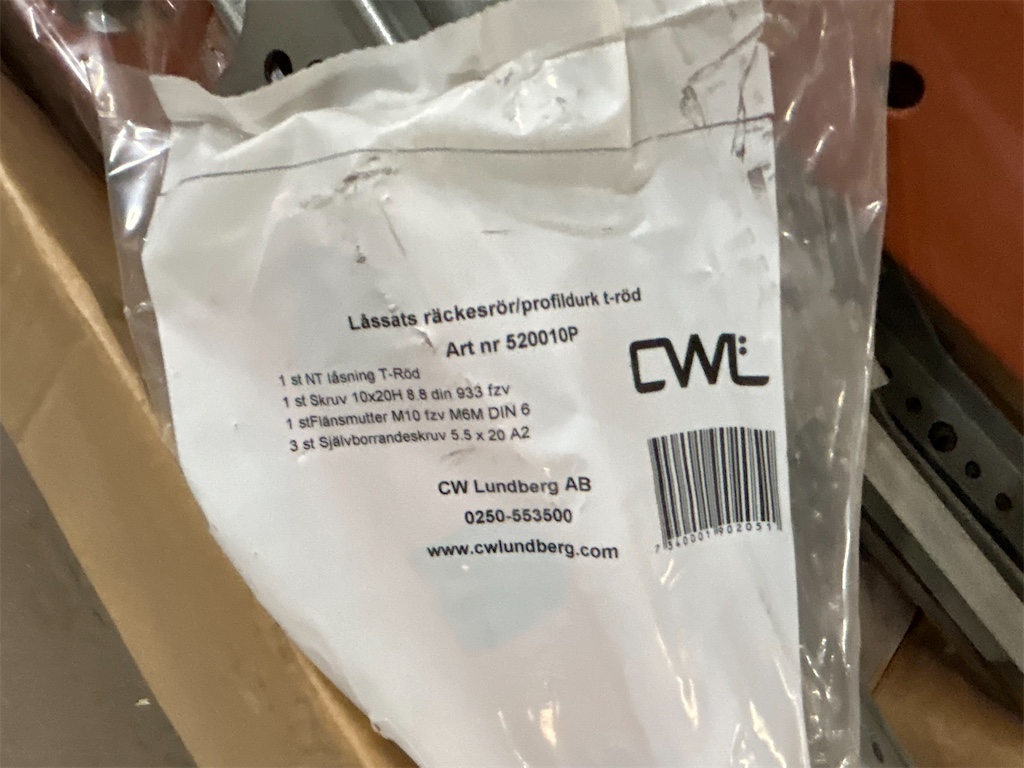 Låssats räckesrör/profildurk t-röd
Art nr 520010P
CWL
1 st NT låsning T-Röd
1 st Skruv 10x20H 8.8 din 933 fzv
1 stFlänsmutter M10 fzv M6M DIN 6
3 st Självborrandeskruv 5.5 x 20 A2
CW Lundberg AB
0250-553500
www.cwlundberg.com
7340001902051